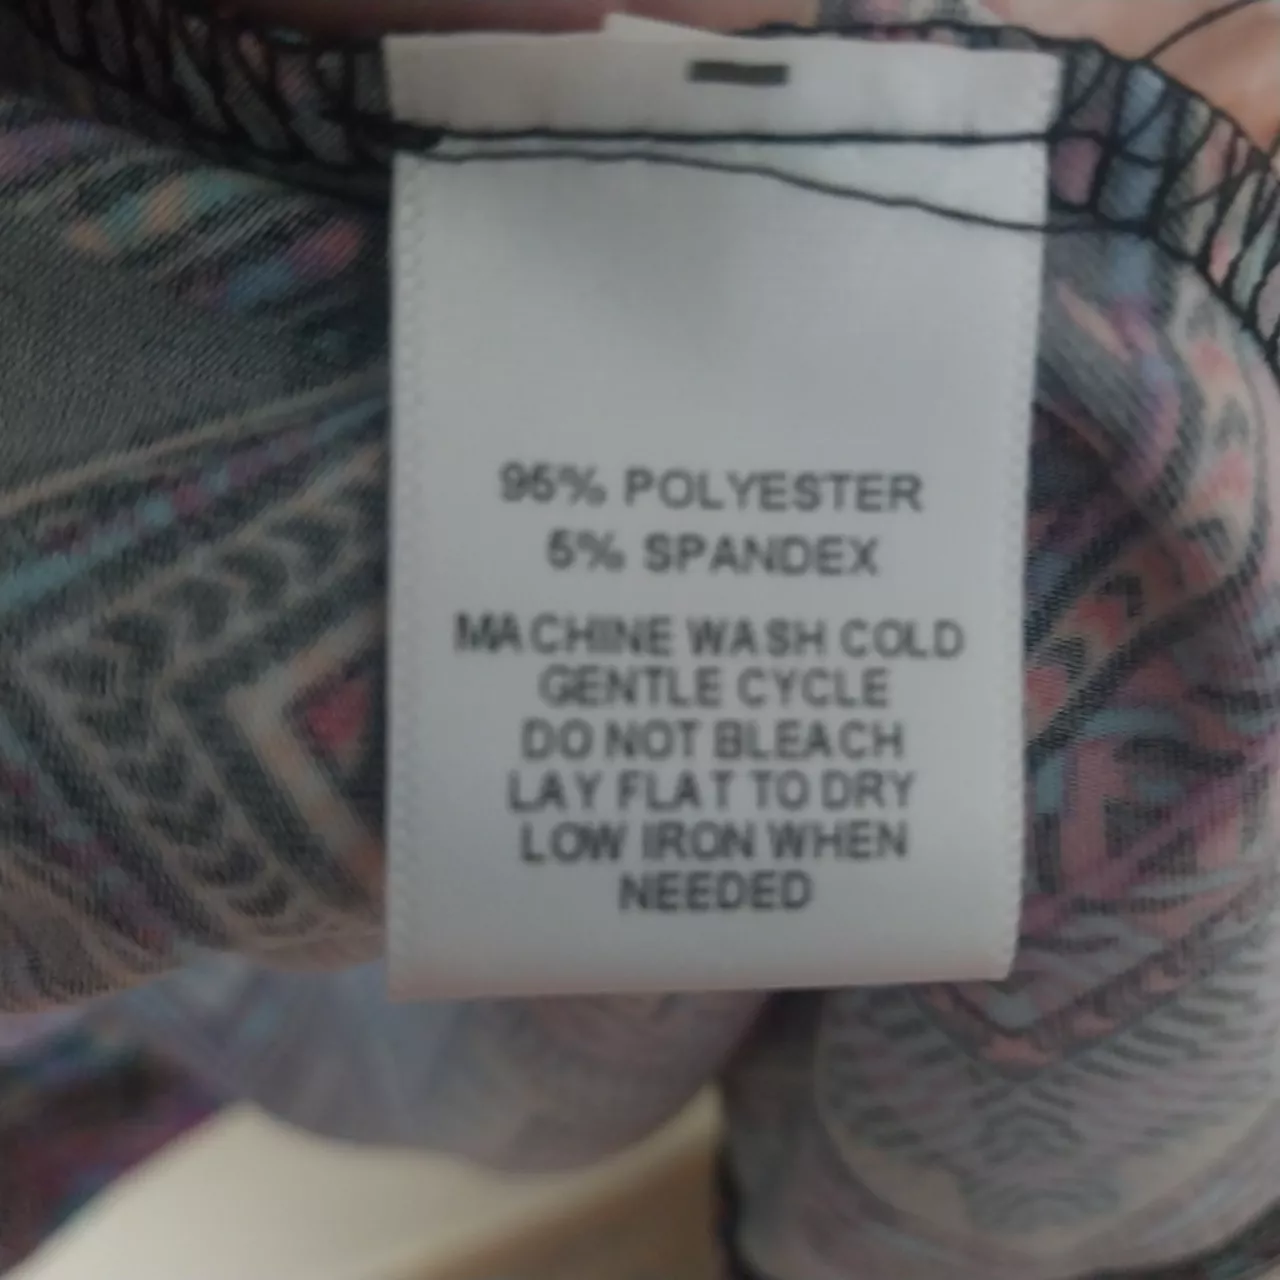 95% POLYESTER
5% SPANDEX
MACHINE WASH COLD
GENTLE CYCLE
DO NOT BLEACH
LAY FLAT TO DRY
LOW IRON WHEN
NEEDED